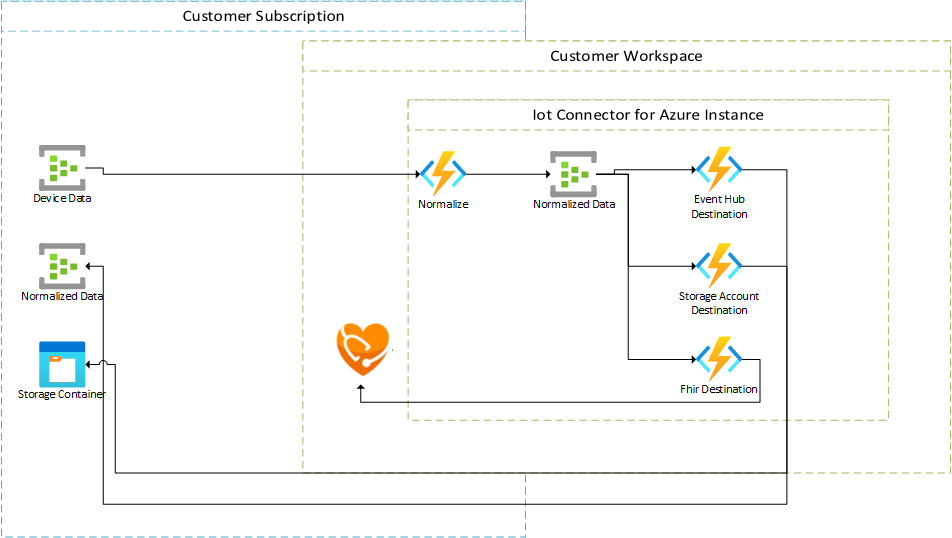 Customer Subscription
Customer Workspace
Iot Connector for Azure Instance
Device Data
Normalize
Normalized Data
Event Hub
Destination
Normalized Data
Storage Account
Destination
Storage Container
Fhir Destination